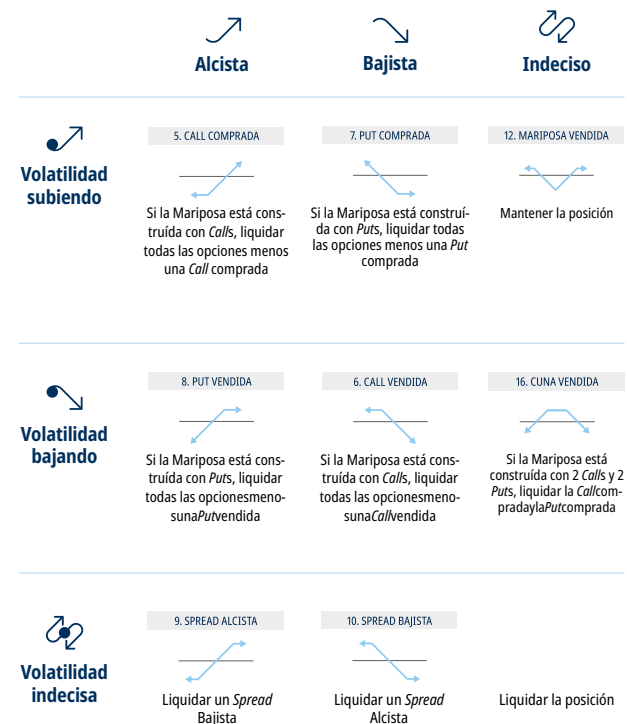 Alcista
Bajista
Indeciso
Volatilidad
subiendo
5. CALL COMPRADA
Si la Mariposa está cons-
truída con Calls, liquidar
todas las opciones menos
una Call comprada
7. PUT COMPRADA
Si la Mariposa está construí-
da con Puts, liquidar todas
las opciones menos una Put
comprada
12. MARIPOSA VENDIDA
Mantener la posición
Volatilidad
bajando
8. PUT VENDIDA
Si la Mariposa está cons-
truída con Puts, liquidar
todas las opcionesmeno-
sunaPutvendida
6. CALL VENDIDA
Si la Mariposa está cons-
truída con Calls, liquidar
todas las opcionesmeno-
sunaCallvendida
16. CUNA VENDIDA
Si la Mariposa está
construída con 2 Calls y 2
Puts, liquidar la Callcom-
pradaylaPutcomprada
Volatilidad
indecisa
9. SPREAD ALCISTA
Liquidar un Spread
Bajista
10. SPREAD BAJISTA
Liquidar un Spread
Alcista
Liquidar la posición